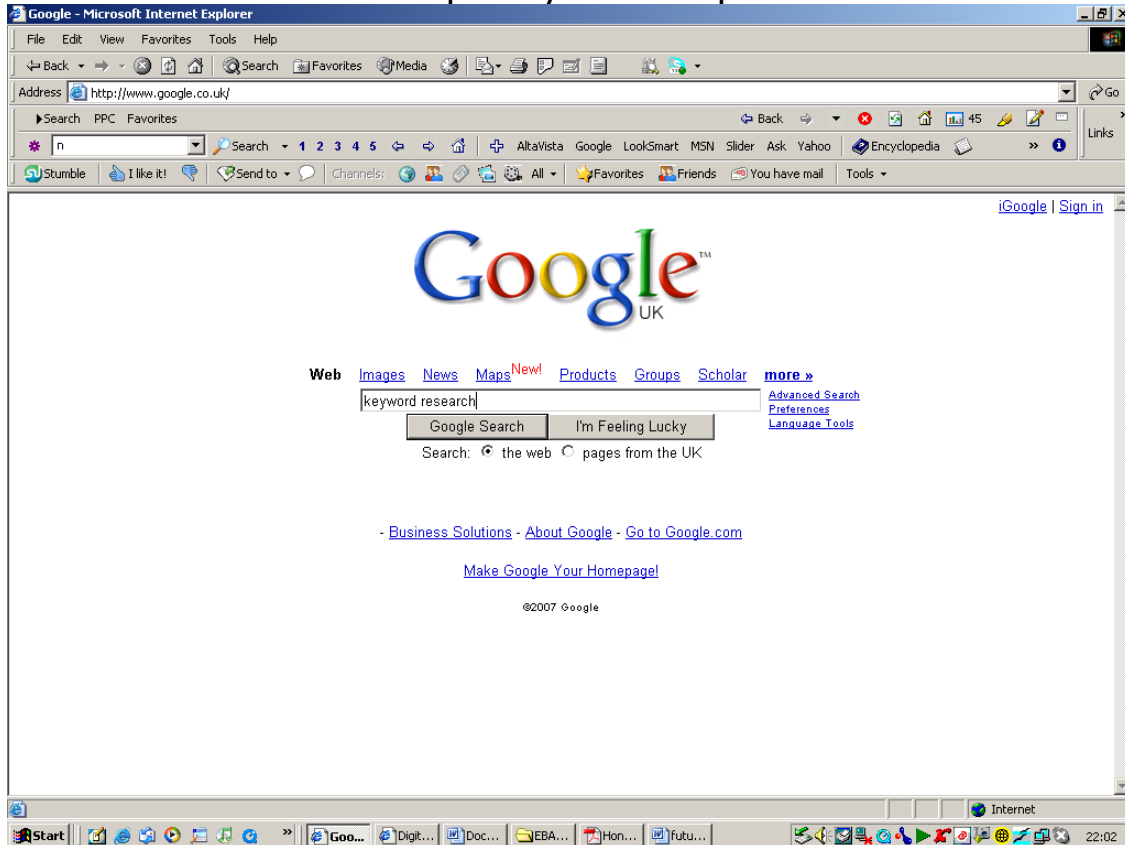 Google - Microsoft Internet Explorer
File Edit View Favorites Tools Help
Back Search Favorites Media
Address http://www.google.co.uk/ Go
Search PPC Favorites Back 45 Links
n Search 1 2 3 4 5 AltaVista Google LookSmart MSN Slider Ask Yahoo Encyclopedia »
Stumble I like it! Send to Channels: All Favorites Friends You have mail Tools
iGoogle | Sign in
Google™
UK
Web Images News Maps New! Products Groups Scholar more »
keyword research
Advanced Search
Preferences
Language Tools
Google Search I'm Feeling Lucky
Search: the web pages from the UK
- Business Solutions - About Google - Go to Google.com
Make Google Your Homepage!
©2007 Google
Internet
Start » Goo... Digit... Doc... EBA... Hon... futu... 22:02